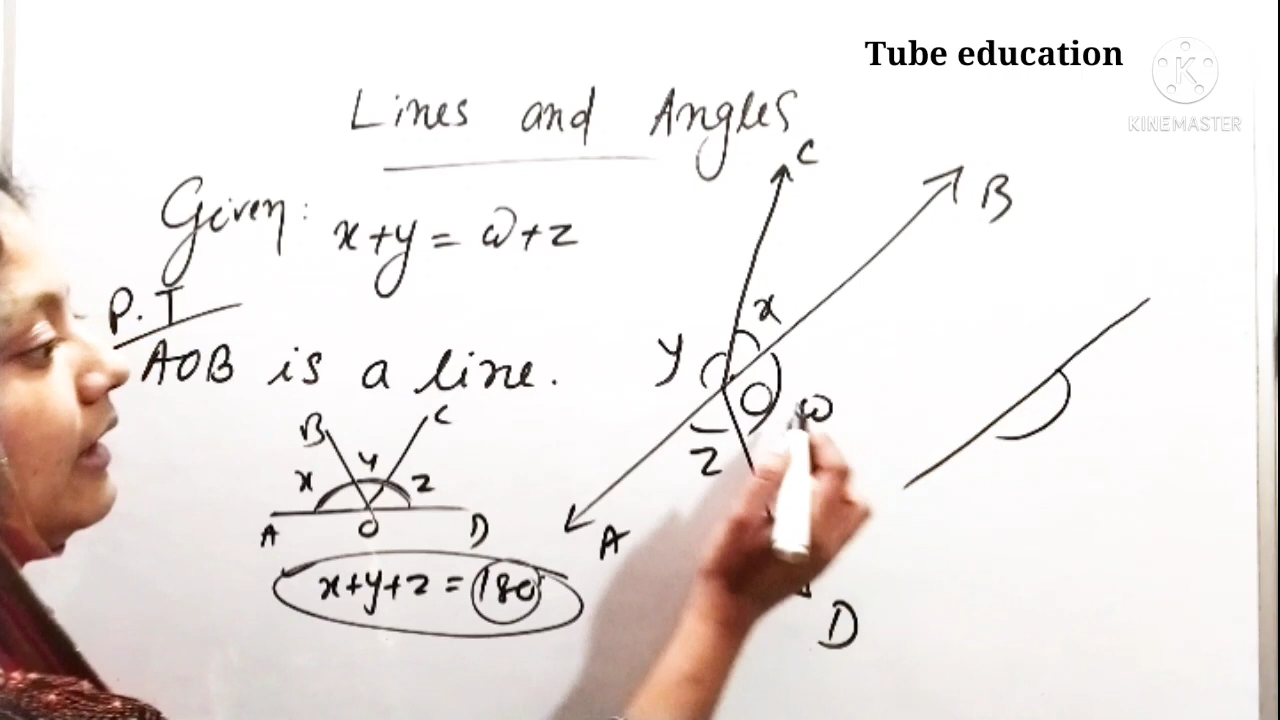 Tube education
KINEMASTER
Lines and Angles
Given: x+y = ω+z
P.T
AOB is a line.
C
B
x
y
O
ω
z
A
D
B
C
x
y
z
A
O
D
x+y+z = 180°